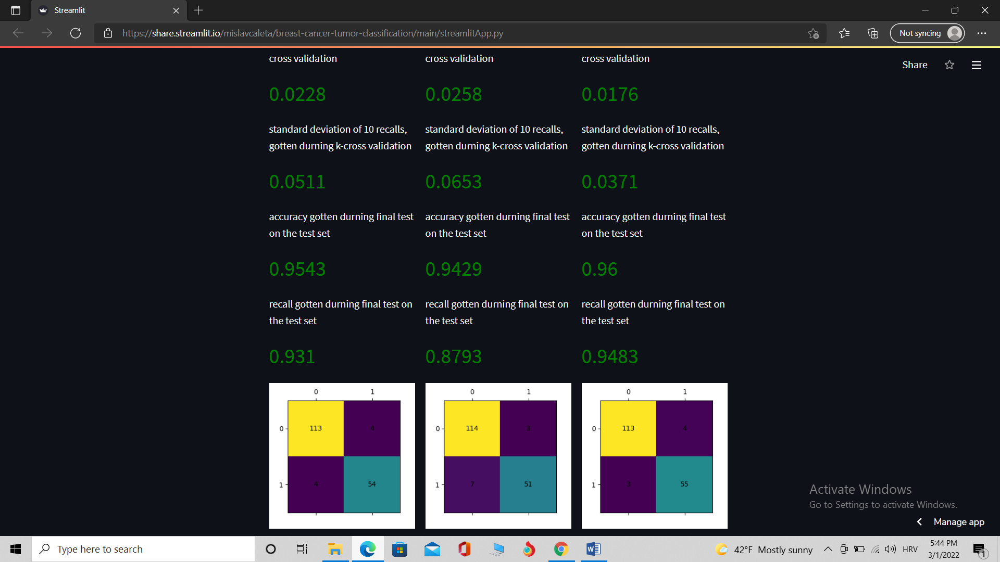 Streamlit
https://share.streamlit.io/mislavcaleta/breast-cancer-tumor-classification/main/streamlitApp.py
Not syncing
Share
cross validation
0.0228
standard deviation of 10 recalls,
gotten durning k-cross validation
0.0511
accuracy gotten durning final test
on the test set
0.9543
recall gotten durning final test on
the test set
0.931
0 1
0 113 4
1 4 54
cross validation
0.0258
standard deviation of 10 recalls,
gotten durning k-cross validation
0.0653
accuracy gotten durning final test
on the test set
0.9429
recall gotten durning final test on
the test set
0.8793
0 1
0 114 3
1 7 51
cross validation
0.0176
standard deviation of 10 recalls,
gotten durning k-cross validation
0.0371
accuracy gotten durning final test
on the test set
0.96
recall gotten durning final test on
the test set
0.9483
0 1
0 113 4
1 3 55
Activate Windows
Go to Settings to activate Windows.
Manage app
Type here to search
42°F Mostly sunny
HRV
5:44 PM
3/1/2022
1